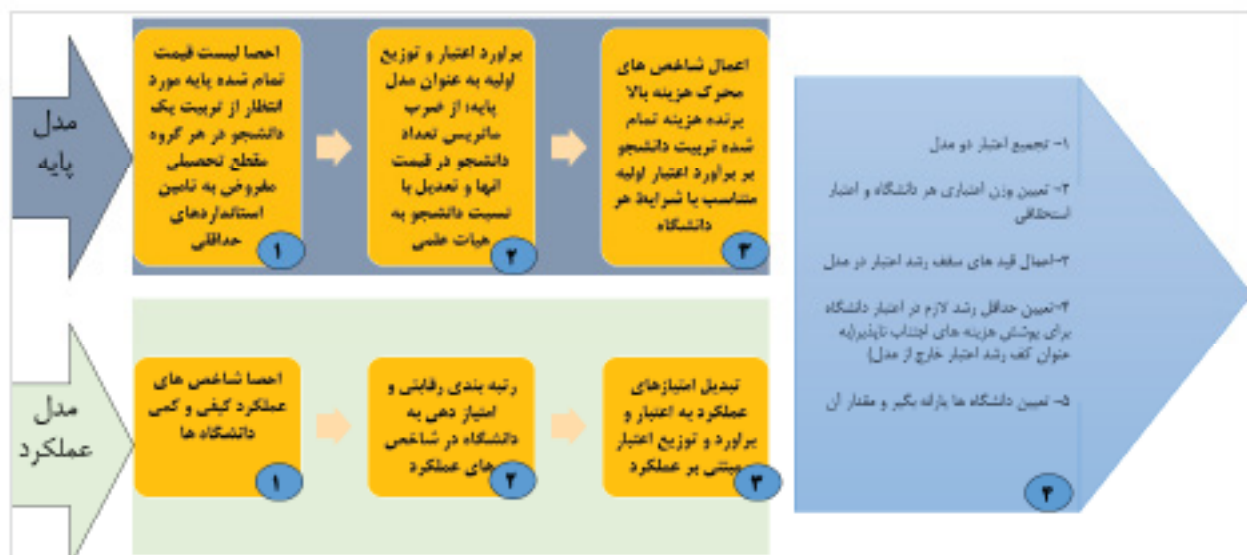 مدل
پایه
احصا لیست قیمت
تمام شده پایه مورد
انتظار از تربیت یک
دانشجو در هر گروه
مقطع تحصیلی
مفروض به تامین
استانداردهای
حداقلی
۱
براورد اعتبار و توزیع
اولیه به عنوان مدل
پایه؛ از ضرب
ماتریس تعداد
دانشجو در قیمت
آنها و تعدیل با
نسبت دانشجو به
هیات علمی
۲
اعمال شاخص های
محرک هزینه بالا
برنده هزینه تمام
شده تربیت دانشجو
بر براورد اعتبار اولیه
متناسب با شرایط هر
دانشگاه
۳
مدل
عملکرد
احصا شاخص های
عملکرد کیفی و کمی
دانشگاه ها
۱
رتبه بندی رقابتی و
امتیاز دهی به
دانشگاه در شاخص
های عملکرد
۲
تبدیل امتیازهای
عملکرد به اعتبار و
براورد و توزیع اعتبار
مبتنی بر عملکرد
۳
۱- تجمیع اعتبار دو مدل
۲- تعیین وزن اعتباری هر دانشگاه و اعتبار
استحقاقی
۳-اعمال قید های سقف رشد اعتبار در مدل
۴-تعیین حداقل رشد لازم در اعتبار دانشگاه
برای پوشش هزینه های اجتناب ناپذیر(به
عنوان کف رشد اعتبار خارج از مدل)
۵- تعیین دانشگاه ها یارانه بگیر و مقدار آن
۴